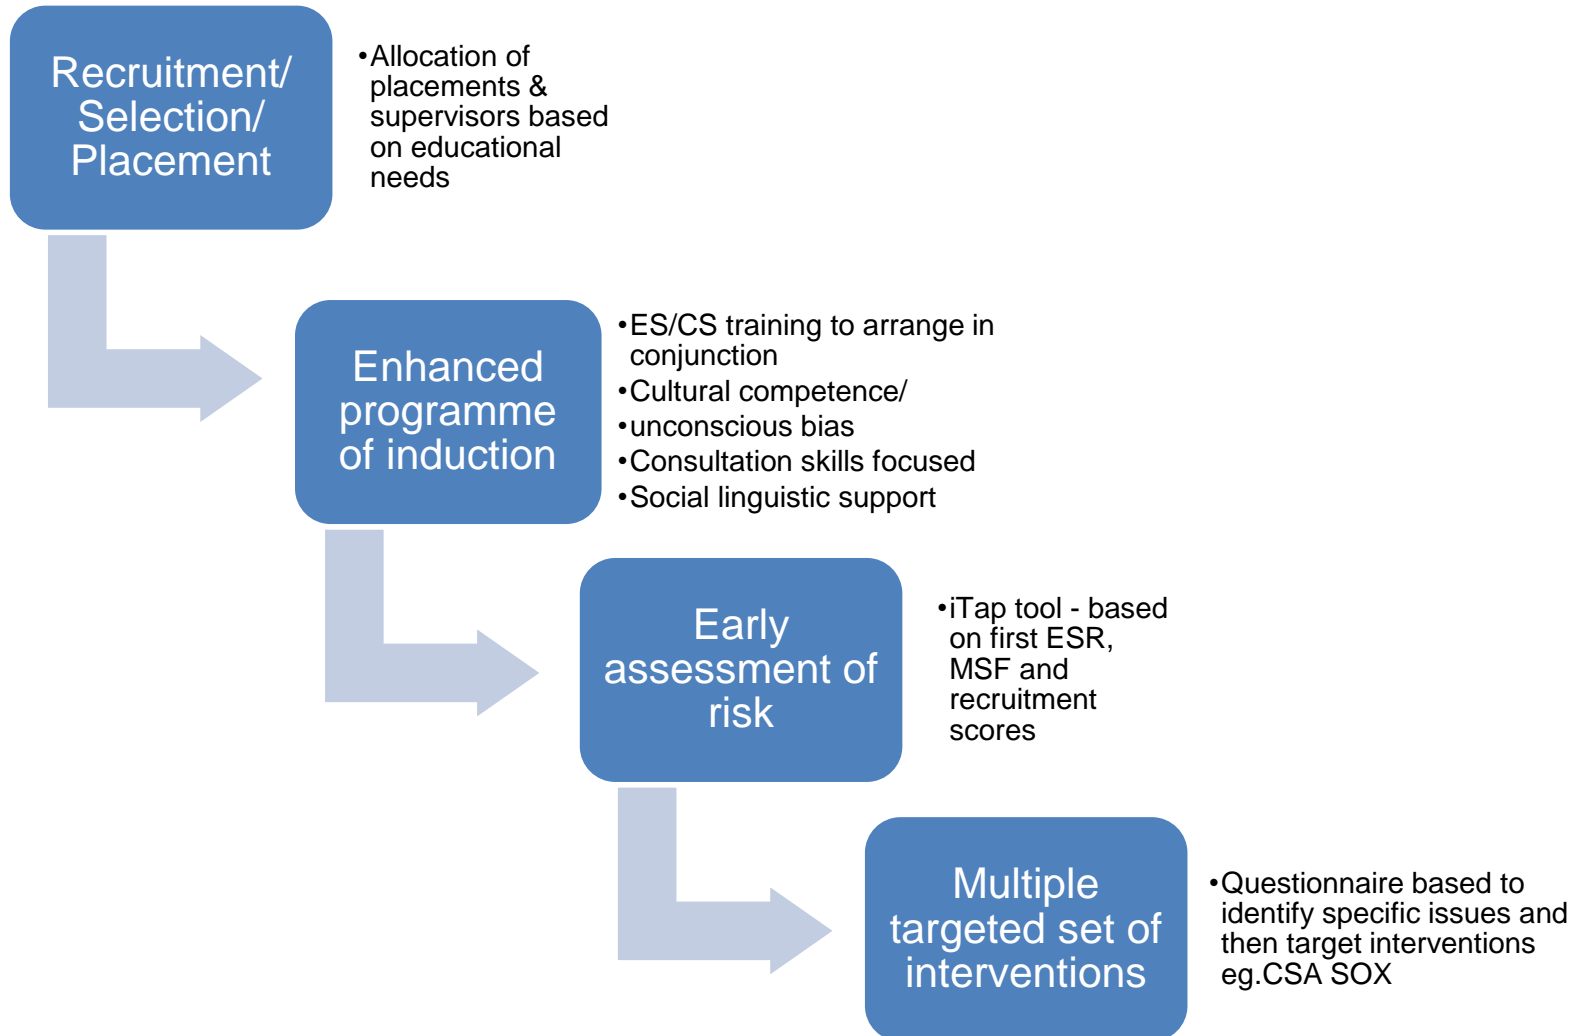 Recruitment/
Selection/
Placement
•Allocation of
placements &
supervisors based
on educational
needs
Enhanced
programme
of induction
•ES/CS training to arrange in
conjunction
•Cultural competence/
•unconscious bias
•Consultation skills focused
•Social linguistic support
Early
assessment of
risk
•iTap tool - based
on first ESR,
MSF and
recruitment
scores
Multiple
targeted set of
interventions
•Questionnaire based to
identify specific issues and
then target interventions
eg.CSA SOX